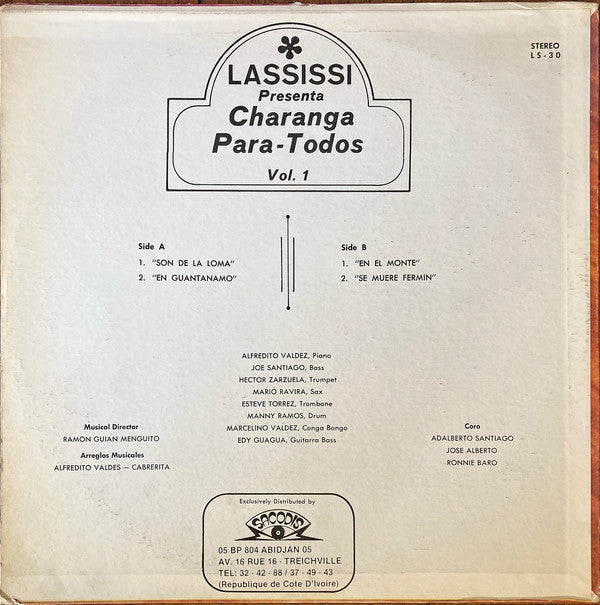 STEREO
LS-30
LASSISSI
Presenta
Charanga
Para-Todos
Vol. 1
Side A
1. "SON DE LA LOMA"
2. "EN GUANTANAMO"
Side B
1. "EN EL MONTE"
2. "SE MUERE FERMIN"
ALFREDITO VALDEZ, Piano
JOE SANTIAGO, Bass
HECTOR ZARZUELA, Trumpet
MARIO RAVIRA, Sax
ESTEVE TORREZ, Trombone
MANNY RAMOS, Drum
MARCELINO VALDEZ, Conga Bongo
EDY GUAGUA, Guitarra Bass
Musical Director
RAMON GUIAN MENGUITO
Arreglos Musicales
ALFREDITO VALDES — CABRERITA
Coro
ADALBERTO SANTIAGO
JOSE ALBERTO
RONNIE BARO
Exclusively Distributed by
SACODIS
05 BP 804 ABIDJAN 05
AV. 16 RUE 16 - TREICHVILLE
TEL: 32 - 42 - 88 / 37 - 49 - 43
(Republique de Cote D'Ivoire)